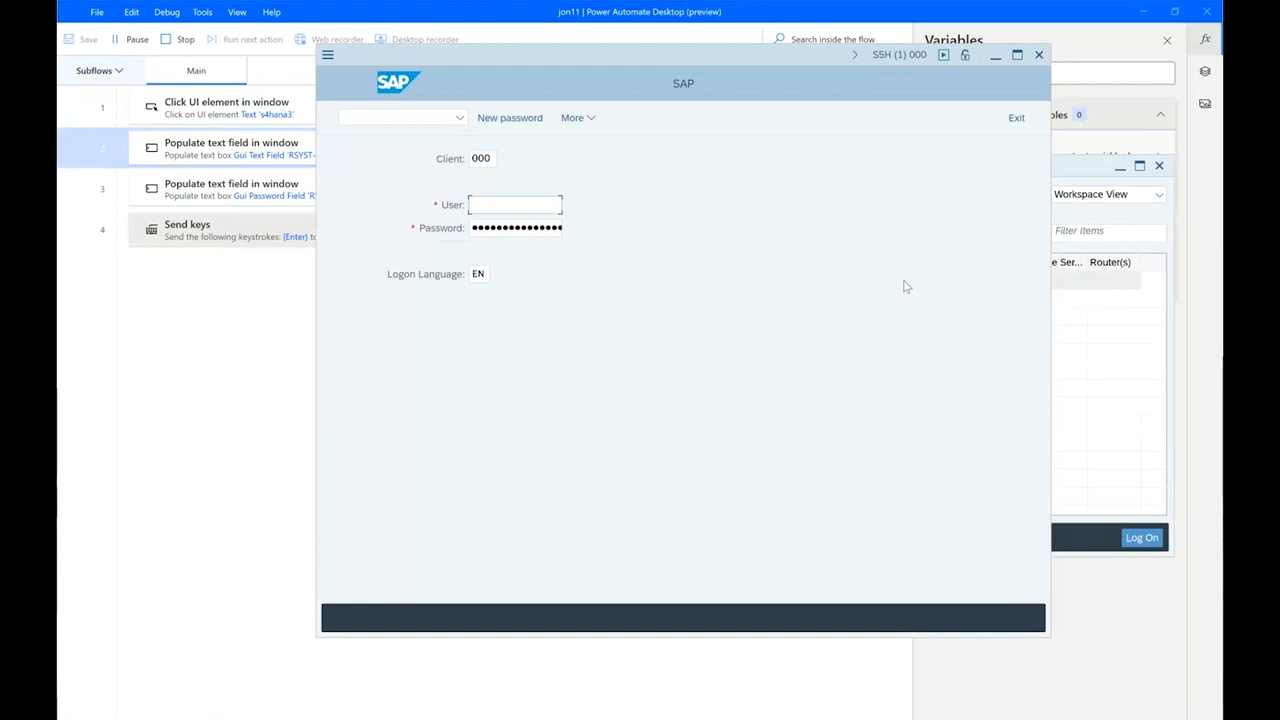 File Edit Debug Tools View Help
jon11 | Power Automate Desktop (preview)
Save Pause Stop Run next action Web recorder Desktop recorder
Search inside the flow
Variables
Subflows
Main
1
Click UI element in window
Click on UI element Text 's4hana3'
2
Populate text field in window
Populate text box Gui Text Field 'RSYST-
3
Populate text field in window
Populate text box Gui Password Field 'R
4
Send keys
Send the following keystrokes: {Enter} to
S5H (1) 000
SAP
SAP
New password More Exit
Client: 000
* User:
* Password: ••••••••••••••••
Logon Language: EN
bles 0
Workspace View
Filter Items
e Ser... Router(s)
Log On
fx